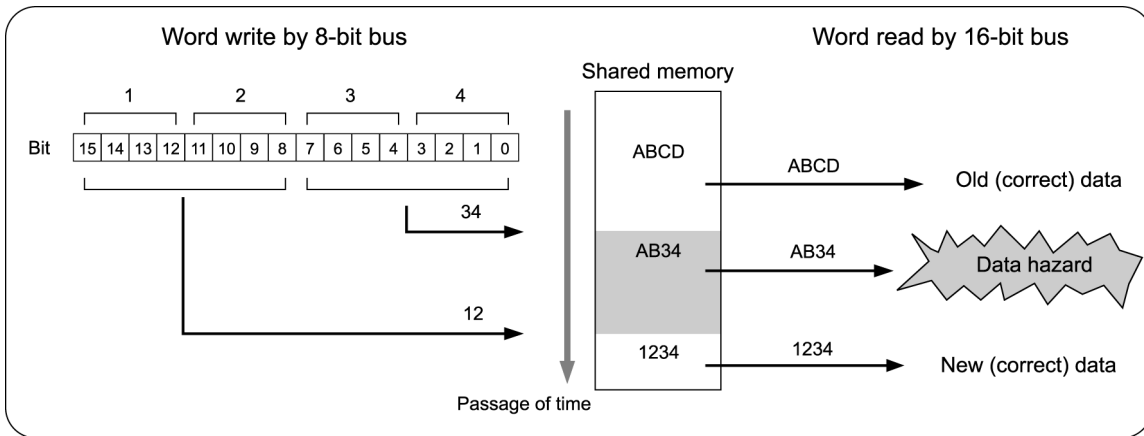 Word write by 8-bit bus
Word read by 16-bit bus
Shared memory
1 2 3 4
Bit 15 14 13 12 11 10 9 8 7 6 5 4 3 2 1 0
ABCD
ABCD
Old (correct) data
34
AB34
AB34
Data hazard
12
1234
1234
New (correct) data
Passage of time